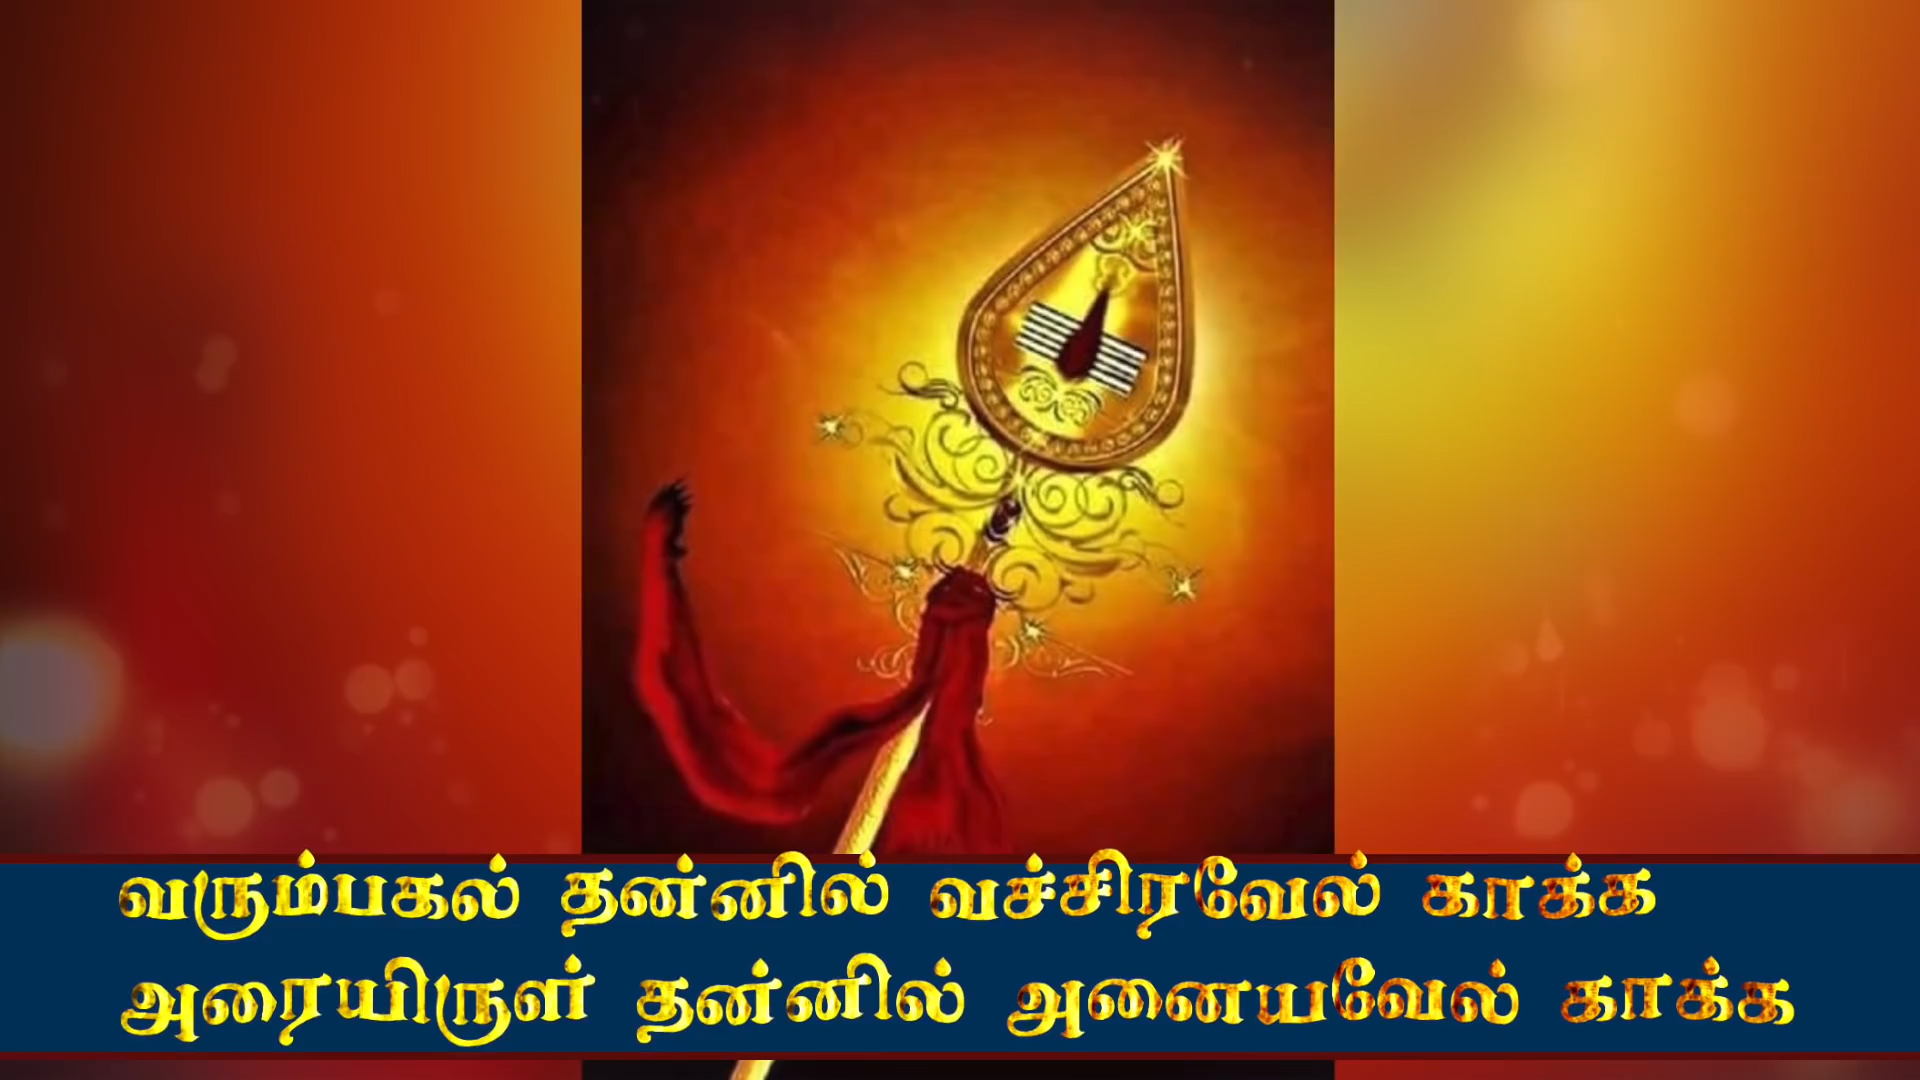 வரும்பகல் தன்னில் வச்சிரவேல் காக்க
அரையிருள் தன்னில் அனையவேல் காக்க